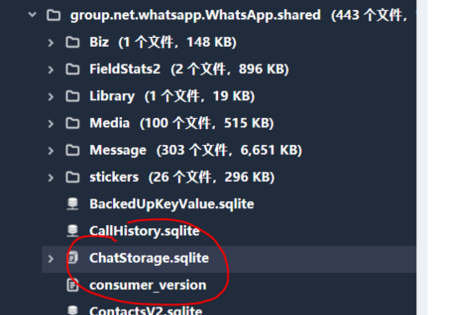 group.net.whatsapp.WhatsApp.shared (443 个文件,
Biz (1 个文件, 148 KB)
FieldStats2 (2 个文件, 896 KB)
Library (1 个文件, 19 KB)
Media (100 个文件, 515 KB)
Message (303 个文件, 6,651 KB)
stickers (26 个文件, 296 KB)
BackedUpKeyValue.sqlite
CallHistory.sqlite
ChatStorage.sqlite
consumer_version
ContactsV2.sqlite